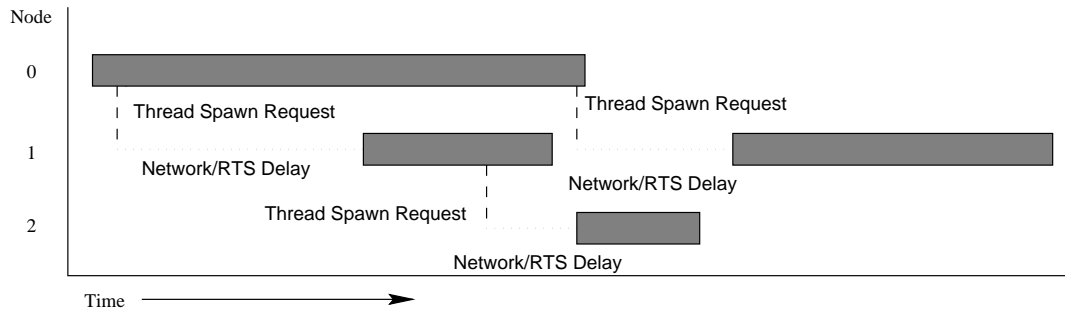 Node
0
Thread Spawn Request
Thread Spawn Request
1
Network/RTS Delay
Network/RTS Delay
Thread Spawn Request
2
Network/RTS Delay
Time